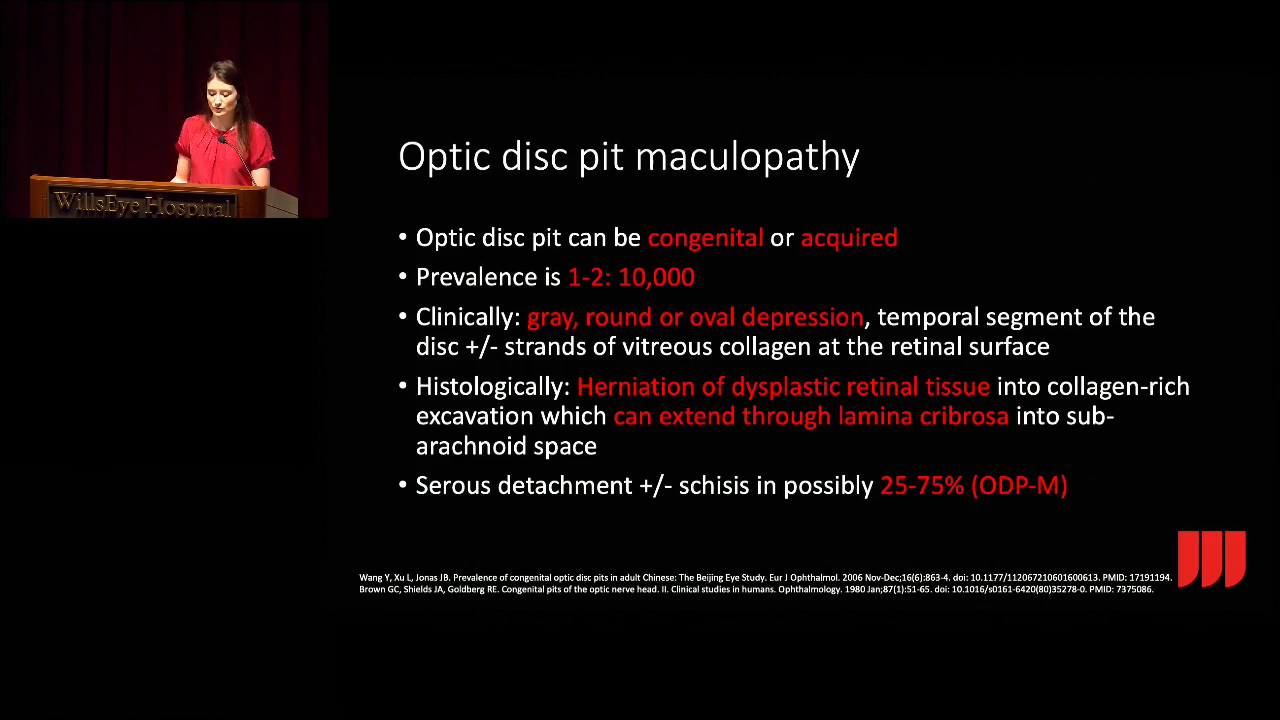 WillsEye Hospital
Optic disc pit maculopathy
• Optic disc pit can be congenital or acquired
• Prevalence is 1-2: 10,000
• Clinically: gray, round or oval depression, temporal segment of the
disc +/- strands of vitreous collagen at the retinal surface
• Histologically: Herniation of dysplastic retinal tissue into collagen-rich
excavation which can extend through lamina cribrosa into sub-
arachnoid space
• Serous detachment +/- schisis in possibly 25-75% (ODP-M)
Wang Y, Xu L, Jonas JB. Prevalence of congenital optic disc pits in adult Chinese: The Beijing Eye Study. Eur J Ophthalmol. 2006 Nov-Dec;16(6):863-4. doi: 10.1177/112067210601600613. PMID: 17191194.
Brown GC, Shields JA, Goldberg RE. Congenital pits of the optic nerve head. II. Clinical studies in humans. Ophthalmology. 1980 Jan;87(1):51-65. doi: 10.1016/s0161-6420(80)35278-0. PMID: 7375086.